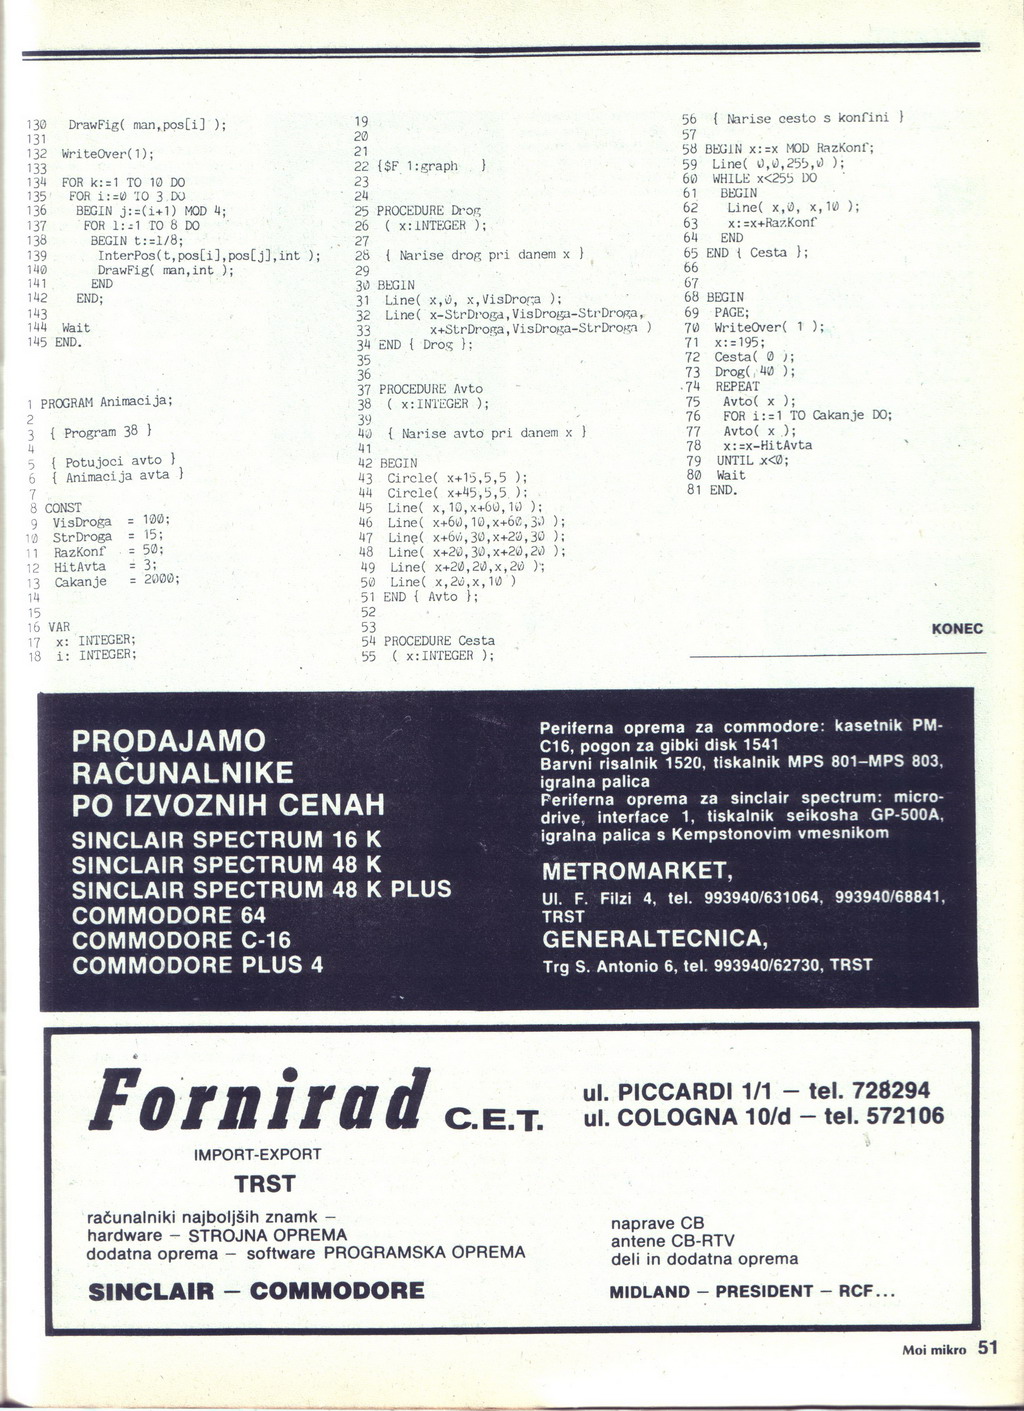 130 DrawFig( man,pos[i] );
131
132 WriteOver(1);
133
134 FOR k:=1 TO 10 DO
135 FOR i:=0 TO 3 DO
136 BEGIN j:=(i+1) MOD 4;
137 FOR l:=1 TO 8 DO
138 BEGIN t:=l/8;
139 InterPos(t,pos[i],pos[j],int );
140 DrawFig( man,int );
141 END
142 END;
143
144 Wait
145 END.
1 PROGRAM Animacija;
2
3 { Program 38 }
4
5 { Potujoci avto }
6 { Animacija avta }
7
8 CONST
9 VisDroga = 100;
10 StrDroga = 15;
11 RazKonf = 50;
12 HitAvta = 3;
13 Cakanje = 2000;
14
15
16 VAR
17 x: INTEGER;
18 i: INTEGER;
19
20
21
22 {$F 1:graph }
23
24
25 PROCEDURE Drog
26 ( x:INTEGER );
27
28 { Narise drog pri danem x }
29
30 BEGIN
31 Line( x,0, x,VisDroga );
32 Line( x-StrDroga,VisDroga-StrDroga,
33 x+StrDroga,VisDroga-StrDroga )
34 END { Drog };
35
36
37 PROCEDURE Avto
38 ( x:INTEGER );
39
40 { Narise avto pri danem x }
41
42 BEGIN
43 Circle( x+15,5,5 );
44 Circle( x+45,5,5 );
45 Line( x,10,x+60,10 );
46 Line( x+60,10,x+60,30 );
47 Line( x+60,30,x+20,30 );
48 Line( x+20,30,x+20,20 );
49 Line( x+20,20,x,20 );
50 Line( x,20,x,10 )
51 END { Avto };
52
53
54 PROCEDURE Cesta
55 ( x:INTEGER );
56 { Narise cesto s konfini }
57
58 BEGIN x:=x MOD RazKonf;
59 Line( 0,0,255,0 );
60 WHILE x<255 DO
61 BEGIN
62 Line( x,0, x,10 );
63 x:=x+RazKonf
64 END
65 END { Cesta };
66
67
68 BEGIN
69 PAGE;
70 WriteOver( 1 );
71 x:=195;
72 Cesta( 0 );
73 Drog( 40 );
74 REPEAT
75 Avto( x );
76 FOR i:=1 TO Cakanje DO;
77 Avto( x );
78 x:=x-HitAvta
79 UNTIL x<0;
80 Wait
81 END.
KONEC
PRODAJAMO
RAČUNALNIKE
PO IZVOZNIH CENAH
SINCLAIR SPECTRUM 16 K
SINCLAIR SPECTRUM 48 K
SINCLAIR SPECTRUM 48 K PLUS
COMMODORE 64
COMMODORE C-16
COMMODORE PLUS 4
Periferna oprema za commodore: kasetnik PM-
C16, pogon za gibki disk 1541
Barvni risalnik 1520, tiskalnik MPS 801–MPS 803,
igralna palica
Periferna oprema za sinclair spectrum: micro-
drive, interface 1, tiskalnik seikosha GP-500A,
igralna palica s Kempstonovim vmesnikom
METROMARKET,
Ul. F. Filzi 4, tel. 993940/631064, 993940/68841,
TRST
GENERALTECNICA,
Trg S. Antonio 6, tel. 993940/62730, TRST
Fornirad C.E.T.
IMPORT-EXPORT
TRST
ul. PICCARDI 1/1 – tel. 728294
ul. COLOGNA 10/d – tel. 572106
računalniki najboljših znamk –
hardware – STROJNA OPREMA
dodatna oprema – software PROGRAMSKA OPREMA
SINCLAIR – COMMODORE
naprave CB
antene CB-RTV
deli in dodatna oprema
MIDLAND – PRESIDENT – RCF...
Moj mikro 51